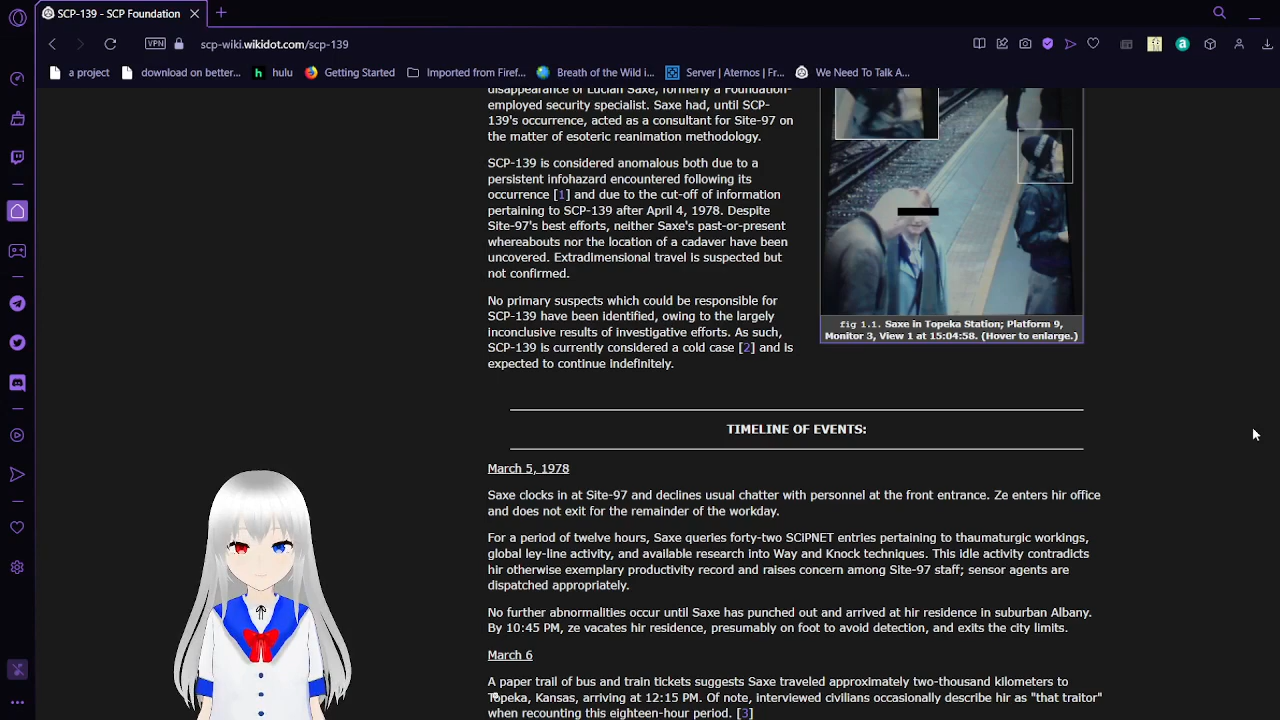 SCP-139 - SCP Foundation
VPN
scp-wiki.wikidot.com/scp-139
a project
download on better...
hulu
Getting Started
Imported from Firef...
Breath of the Wild i...
Server | Aternos | Fr...
We Need To Talk A...
disappearance of Lucian Saxe, formerly a Foundation-
employed security specialist. Saxe had, until SCP-
139's occurrence, acted as a consultant for Site-97
on the matter of esoteric reanimation methodology.
SCP-139 is considered anomalous both due to a
persistent infohazard encountered following its
occurrence [1] and due to the cut-off of information
pertaining to SCP-139 after April 4, 1978. Despite
Site-97's best efforts, neither Saxe's past-or-present
whereabouts nor the location of a cadaver have been
uncovered. Extradimensional travel is suspected but
not confirmed.
No primary suspects which could be responsible for
SCP-139 have been identified, owing to the largely
inconclusive results of investigative efforts. As such,
SCP-139 is currently considered a cold case [2] and is
expected to continue indefinitely.
fig 1.1. Saxe in Topeka Station; Platform 9,
Monitor 3, View 1 at 15:04:58. (Hover to enlarge.)
TIMELINE OF EVENTS:
March 5, 1978
Saxe clocks in at Site-97 and declines usual chatter with personnel at the front entrance. Ze enters hir office
and does not exit for the remainder of the workday.
For a period of twelve hours, Saxe queries forty-two SCIPNET entries pertaining to thaumaturgic workings,
global ley-line activity, and available research into Way and Knock techniques. This idle activity contradicts
hir otherwise exemplary productivity record and raises concern among Site-97 staff; sensor agents are
dispatched appropriately.
No further abnormalities occur until Saxe has punched out and arrived at hir residence in suburban Albany.
By 10:45 PM, ze vacates hir residence, presumably on foot to avoid detection, and exits the city limits.
March 6
A paper trail of bus and train tickets suggests Saxe traveled approximately two-thousand kilometers to
Topeka, Kansas, arriving at 12:15 PM. Of note, interviewed civilians occasionally describe hir as "that traitor"
when recounting this eighteen-hour period. [3]